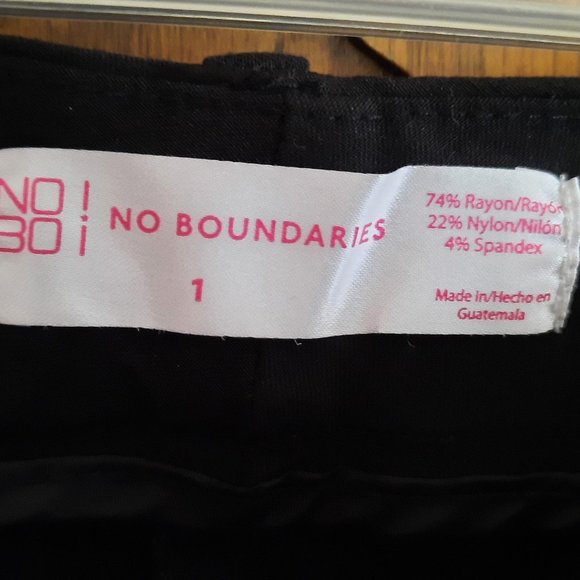 NO!
BO¡
NO BOUNDARIES
1
74% Rayon/Rayón
22% Nylon/Nilón
4% Spandex
Made in/Hecho en
Guatemala